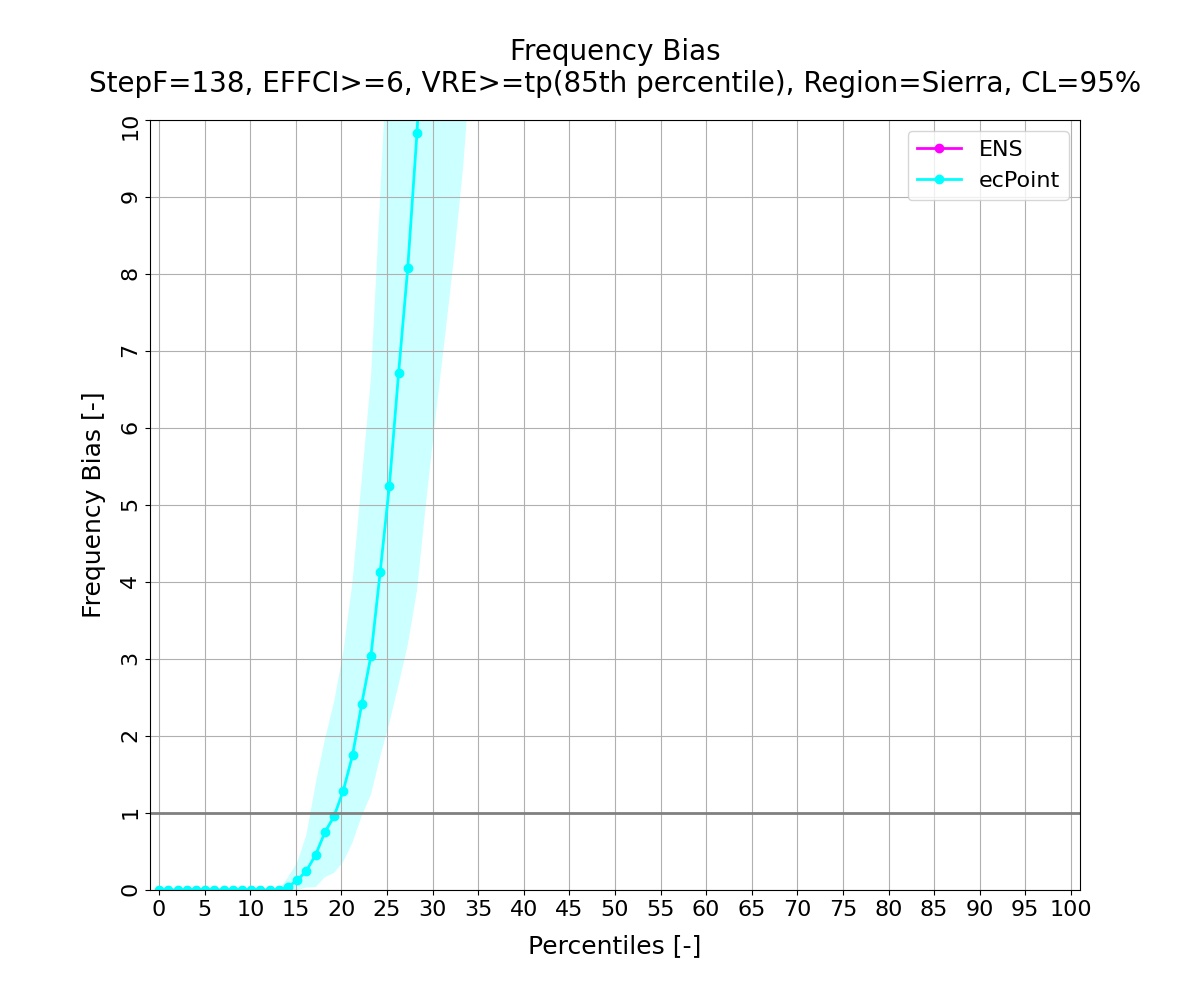 Frequency Bias
StepF=138, EFFCI>=6, VRE>=tp(85th percentile), Region=Sierra, CL=95%
ENS
ecPoint
Frequency Bias [-]
10
9
8
7
6
5
4
3
2
1
0
0 5 10 15 20 25 30 35 40 45 50 55 60 65 70 75 80 85 90 95 100
Percentiles [-]